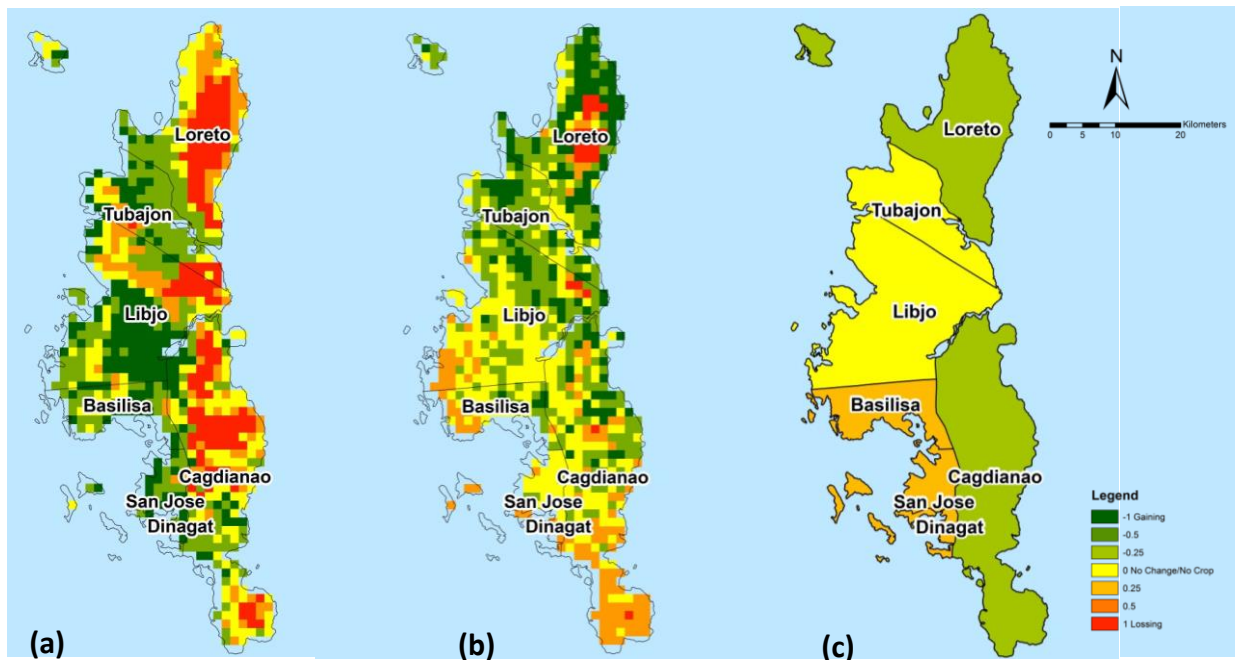 Loreto
Tubajon
Libjo
Basilisa
Cagdianao
San Jose
Dinagat
(a)
Loreto
Tubajon
Libjo
Basilisa
Cagdianao
San Jose
Dinagat
(b)
Loreto
Tubajon
Libjo
Basilisa
Cagdianao
San Jose
Dinagat
(c)
N
Kilometers
0 5 10 20
Legend
-1 Gaining
-0.5
-0.25
0 No Change/No Crop
0.25
0.5
1 Lossing